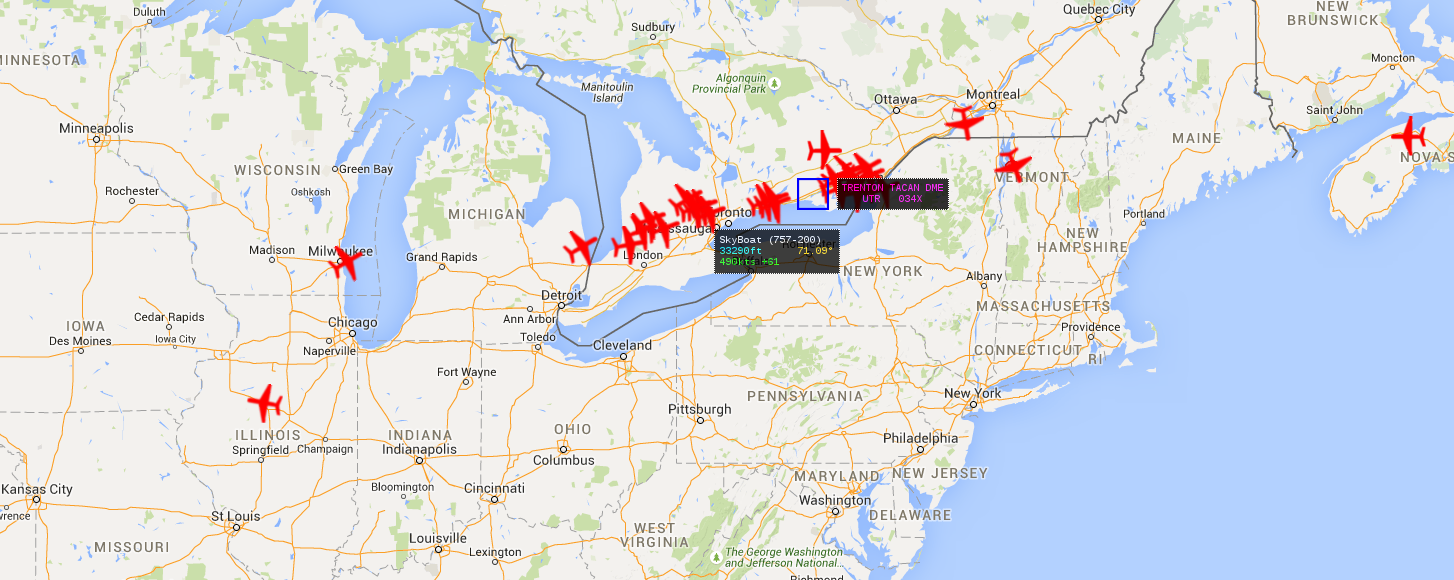 Duluth
Sudbury
Quebec City
NEW
BRUNSWICK
MINNESOTA
Algonquin
Provincial Park
Manitoulin
Island
Moncton
Ottawa
Montreal
Saint John
Minneapolis
MAINE
WISCONSIN
Green Bay
NOVA S
VERMONT
Rochester
Oshkosh
TRENTON TACAN DME
UTR 034X
MICHIGAN
Portland
NEW
HAMPSHIRE
SkyBoat (757-200)
33290ft 71.09°
490kts +61
Madison
Milwaukee
Grand Rapids
London
NEW YORK
Albany
Detroit
MASSACHUSETTS
Ann Arbor
Cedar Rapids
Iowa City
IOWA
Des Moines
Chicago
Naperville
Toledo
Cleveland
Providence
CONNECTICUT
RI
Fort Wayne
PENNSYLVANIA
New York
Pittsburgh
ILLINOIS
Springfield
Champaign
INDIANA
Indianapolis
OHIO
Columbus
Philadelphia
MARYLAND
NEW JERSEY
Kansas City
wrence
Bloomington
Cincinnati
Washington
DELAWARE
St Louis
WEST
VIRGINIA
MISSOURI
Louisville
Lexington
The George Washington
and Jefferson National...
Richmond